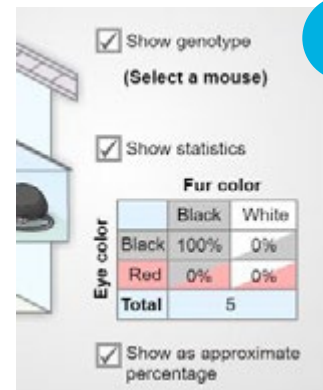 Show genotype
(Select a mouse)
Show statistics
Fur color
Black White
Eye color
Black 100% 0%
Red 0% 0%
Total 5
Show as approximate
percentage